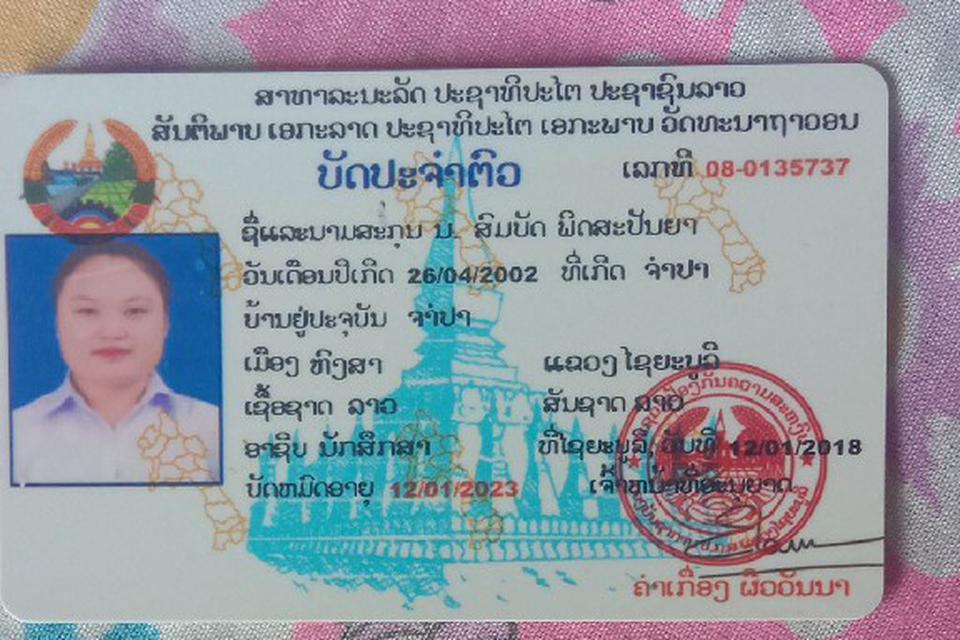 ສາທາລະນະລັດ ປະຊາທິປະໄຕ ປະຊາຊົນລາວ
ສັນຕິພາບ ເອກະລາດ ປະຊາທິປະໄຕ ເອກະພາບ ວັດທະນາຖາວອນ
ບັດປະຈຳຕົວ
ເລກທີ 08-0135737
ຊື່ແລະນາມສະກຸນ ນ. ສົມບັດ ພິດສະປັນຍາ
ວັນເດືອນປີເກີດ 26/04/2002 ທີ່ເກີດ ຈຳປາ
ບ້ານຢູ່ປະຈຸບັນ ຈຳປາ
ເມືອງ ຫົງສາ ແຂວງ ໄຊຍະບູລີ
ເຊື້ອຊາດ ລາວ ສັນຊາດ ລາວ
ອາຊິບ ນັກສຶກສາ ທີ່ໄຊຍະບູລີ, ວັນທີ 12/01/2018
ບັດຫມົດອາຍຸ 12/01/2023 ເຈົ້າຫນ້າທີ່ອະນຸຍາດ
ຄຳເກື່ອງ ຜິວວັນນາ